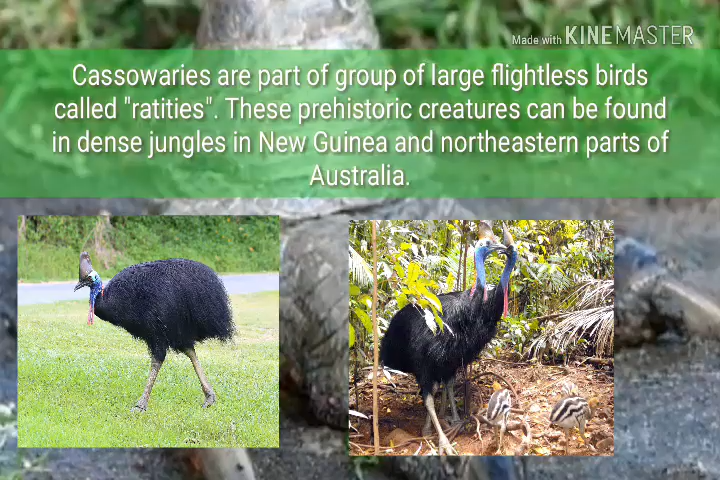 Made with KINEMASTER
Cassowaries are part of group of large flightless birds
called "ratities". These prehistoric creatures can be found
in dense jungles in New Guinea and northeastern parts of
Australia.